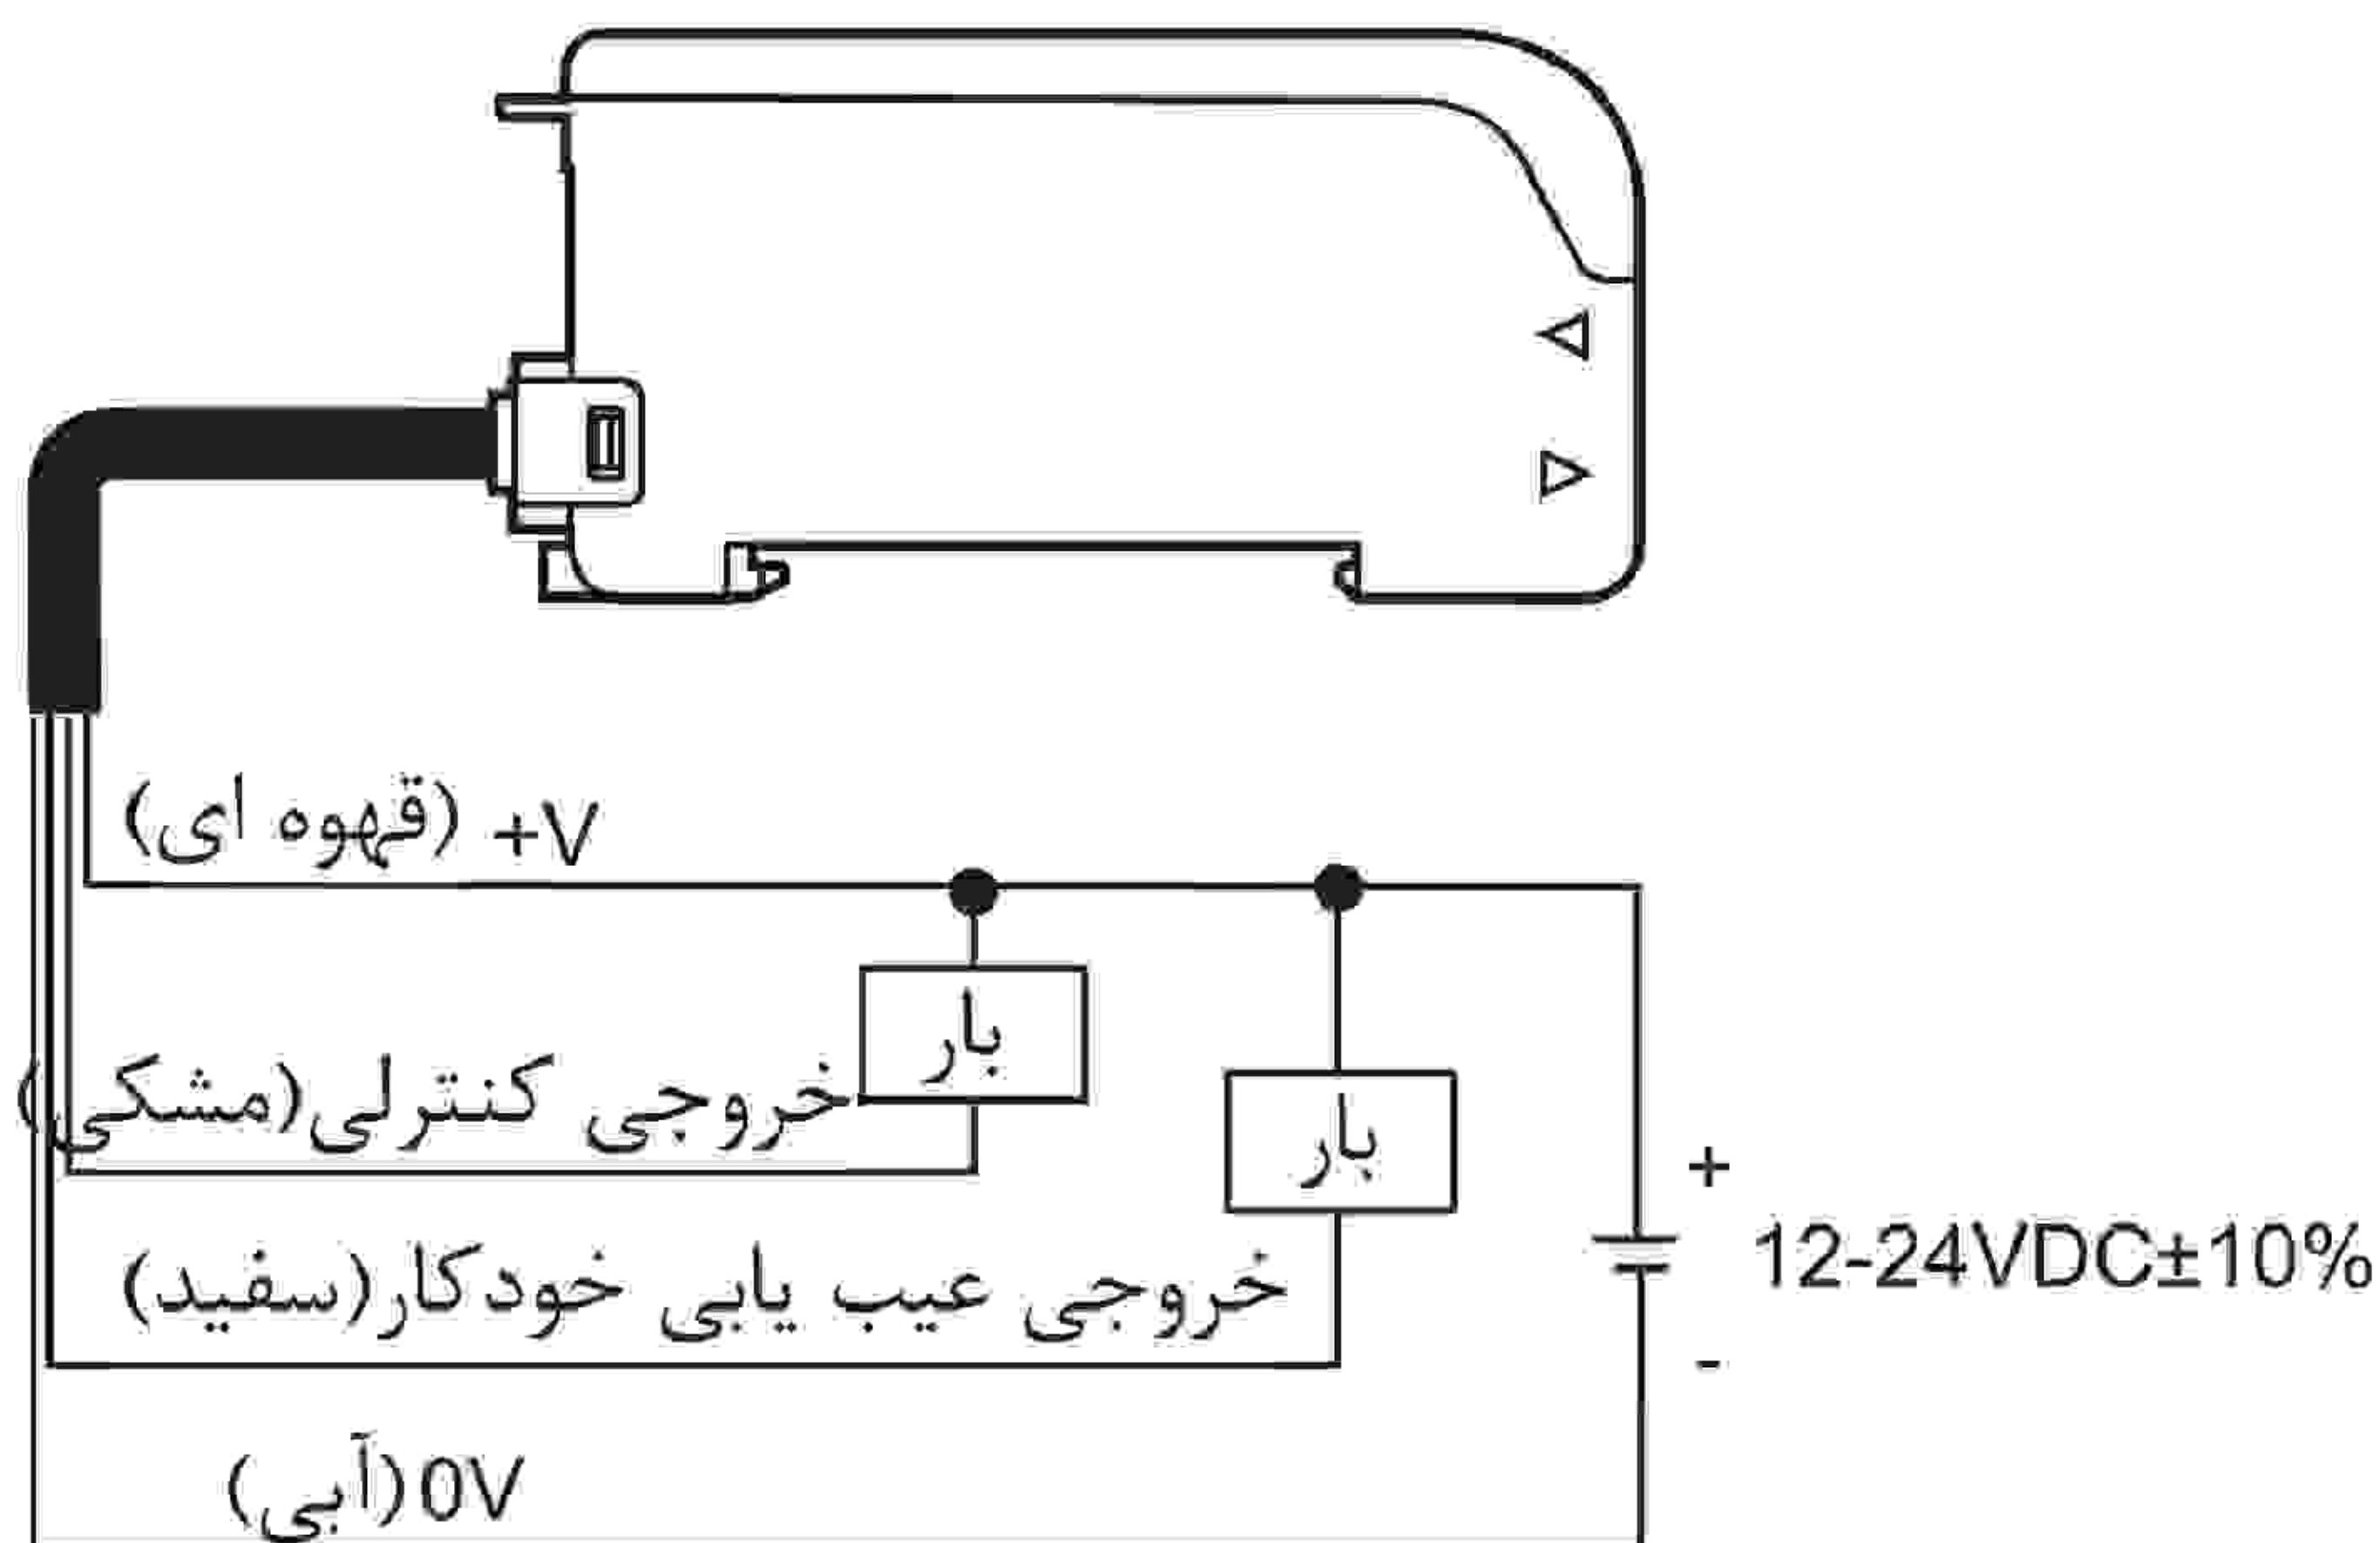 +V (قهوه ای)
بار
خروجی کنترلی(مشکی)
بار
+
12-24VDC±10%
خروجی عیب یابی خودکار(سفید)
-
0V(آبی)